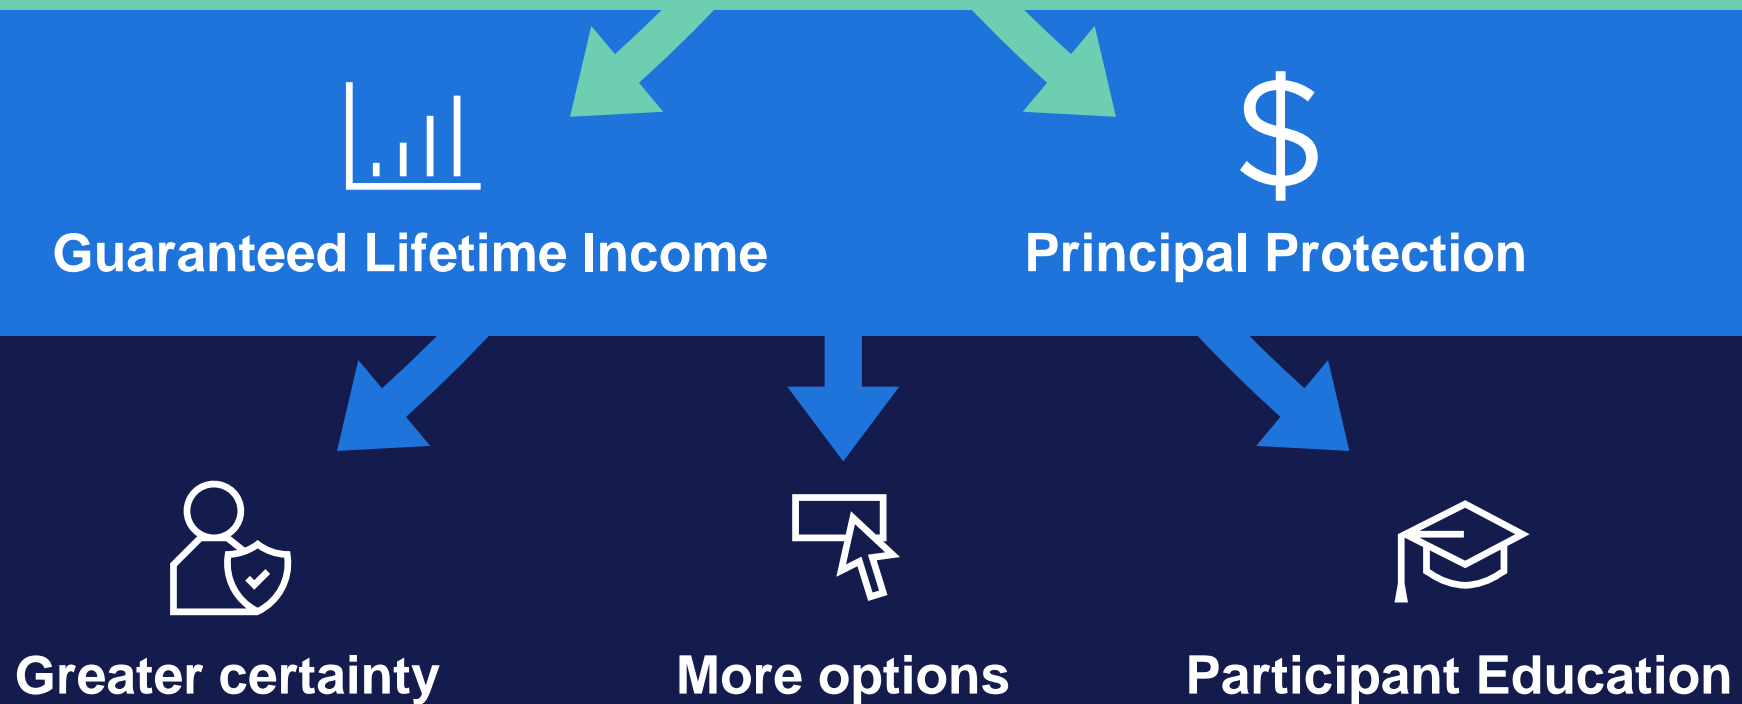 Guaranteed Lifetime Income
Principal Protection
Greater certainty
More options
Participant Education